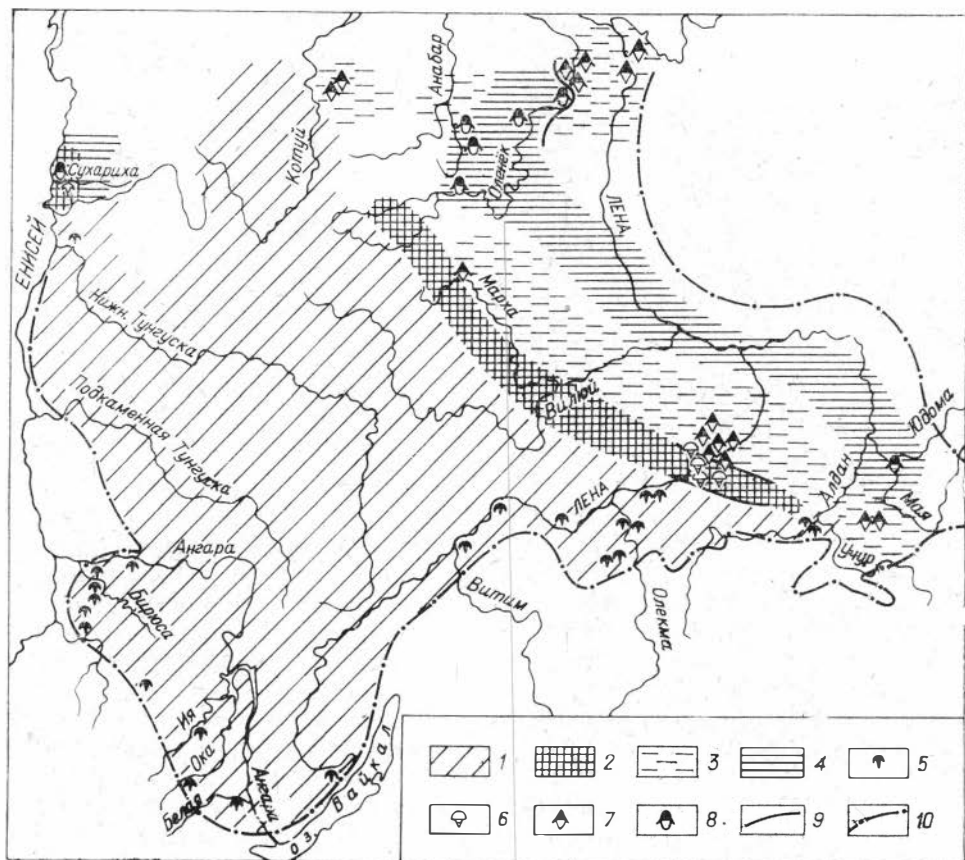 Анабар
Котуй
Оленёк
Сухариха
ЕНИСЕЙ
ЛЕНА
Нижн. Тунгуска
Марха
Подкаменная Тунгуска
Вилюй
Юдома
Алдан
Мая
ЛЕНА
Учур
Ангара
Бирюса
Витим
Олекма
Ия
Ока
Белая
Ангара
оз. Байкал
1 2 3 4 5
6 7 8 9 10